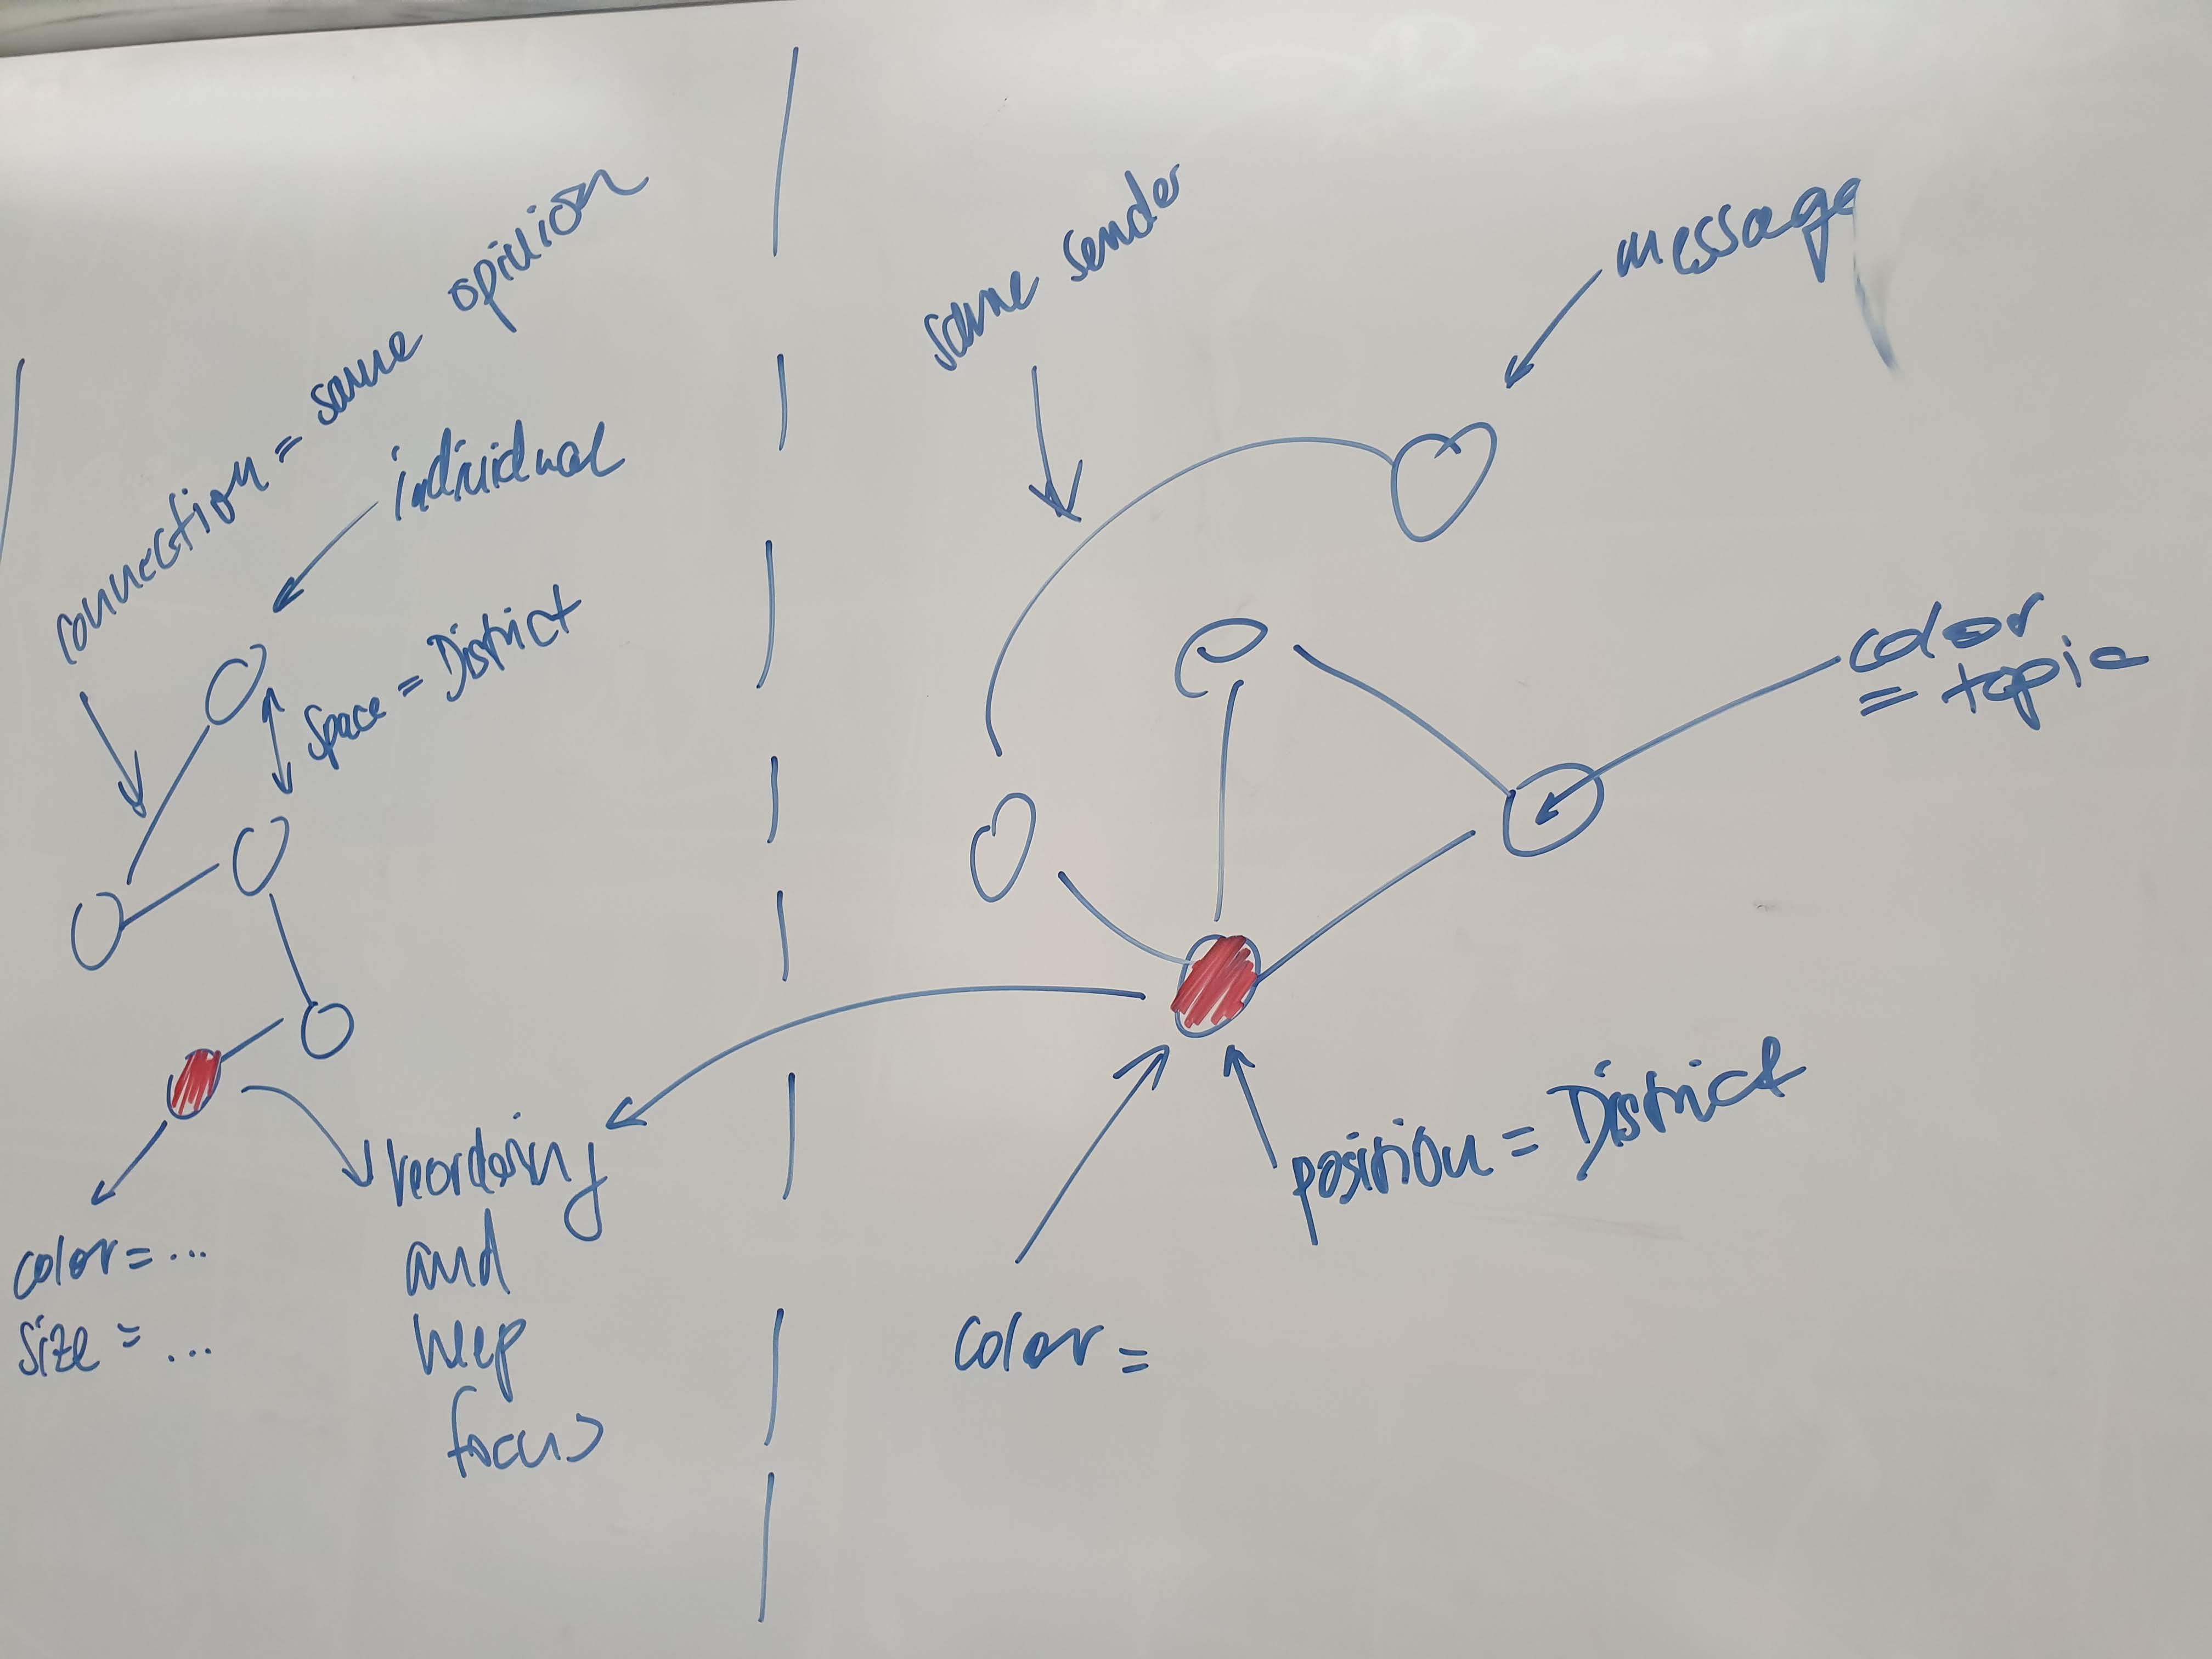 connection = same opinion
individual
space = District
color = ...
size = ...
reordering
and
keep
focus
same sender
message
color
= topic
position = District
color =